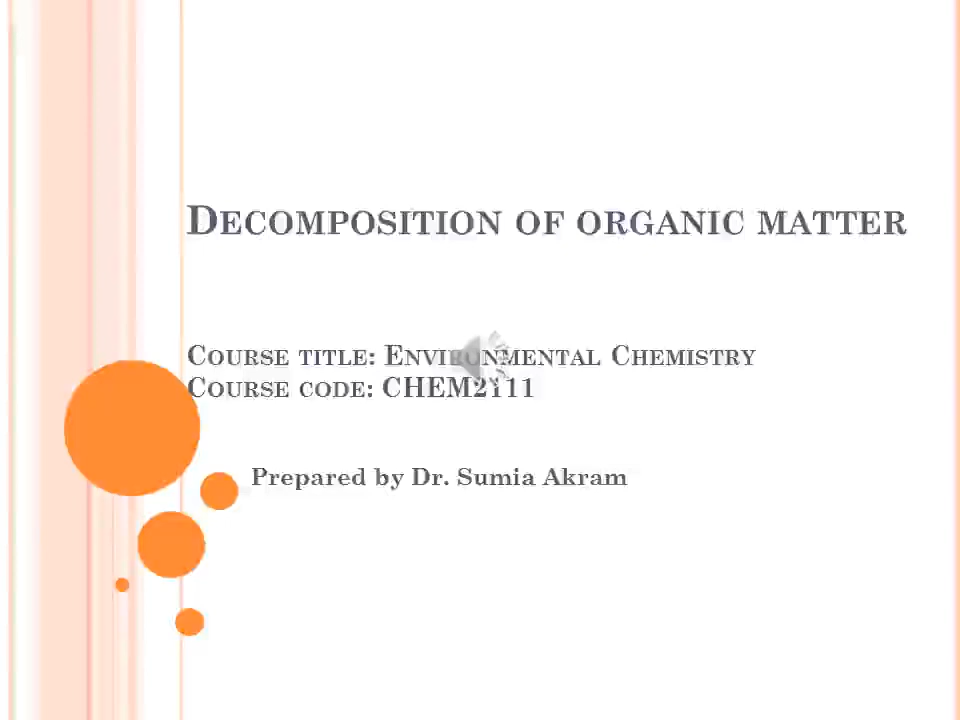 Decomposition of organic matter
Course title: Environmental Chemistry
Course code: CHEM2111
Prepared by Dr. Sumia Akram